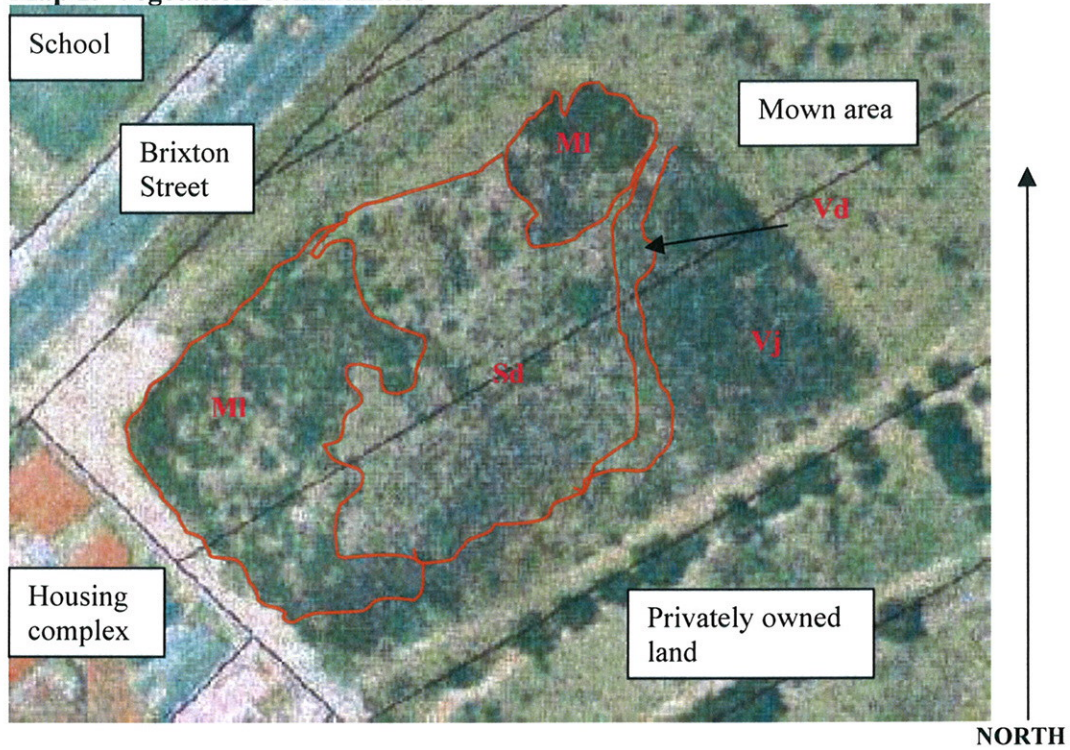 School
Brixton
Street
Mown area
Ml
Vd
Vj
Sd
Ml
Housing
complex
Privately owned
land
NORTH